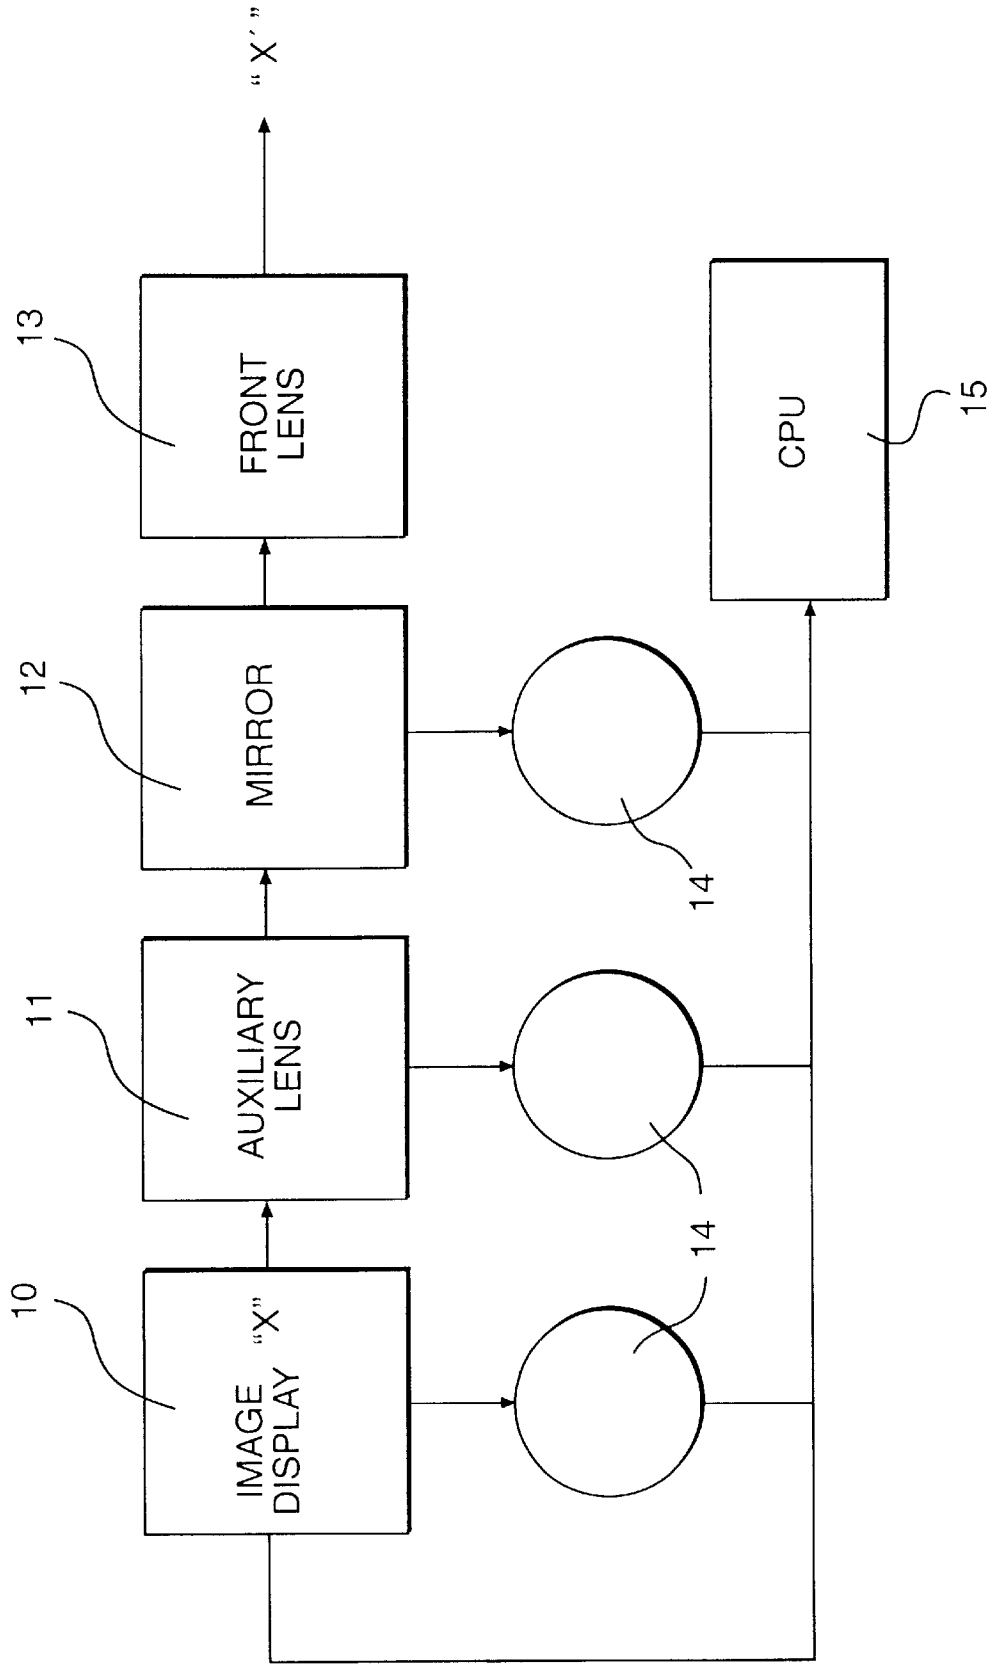 10
11
12
13
IMAGE "X"
DISPLAY
AUXILIARY
LENS
MIRROR
FRONT
LENS
"X′"
14
14
14
CPU
15